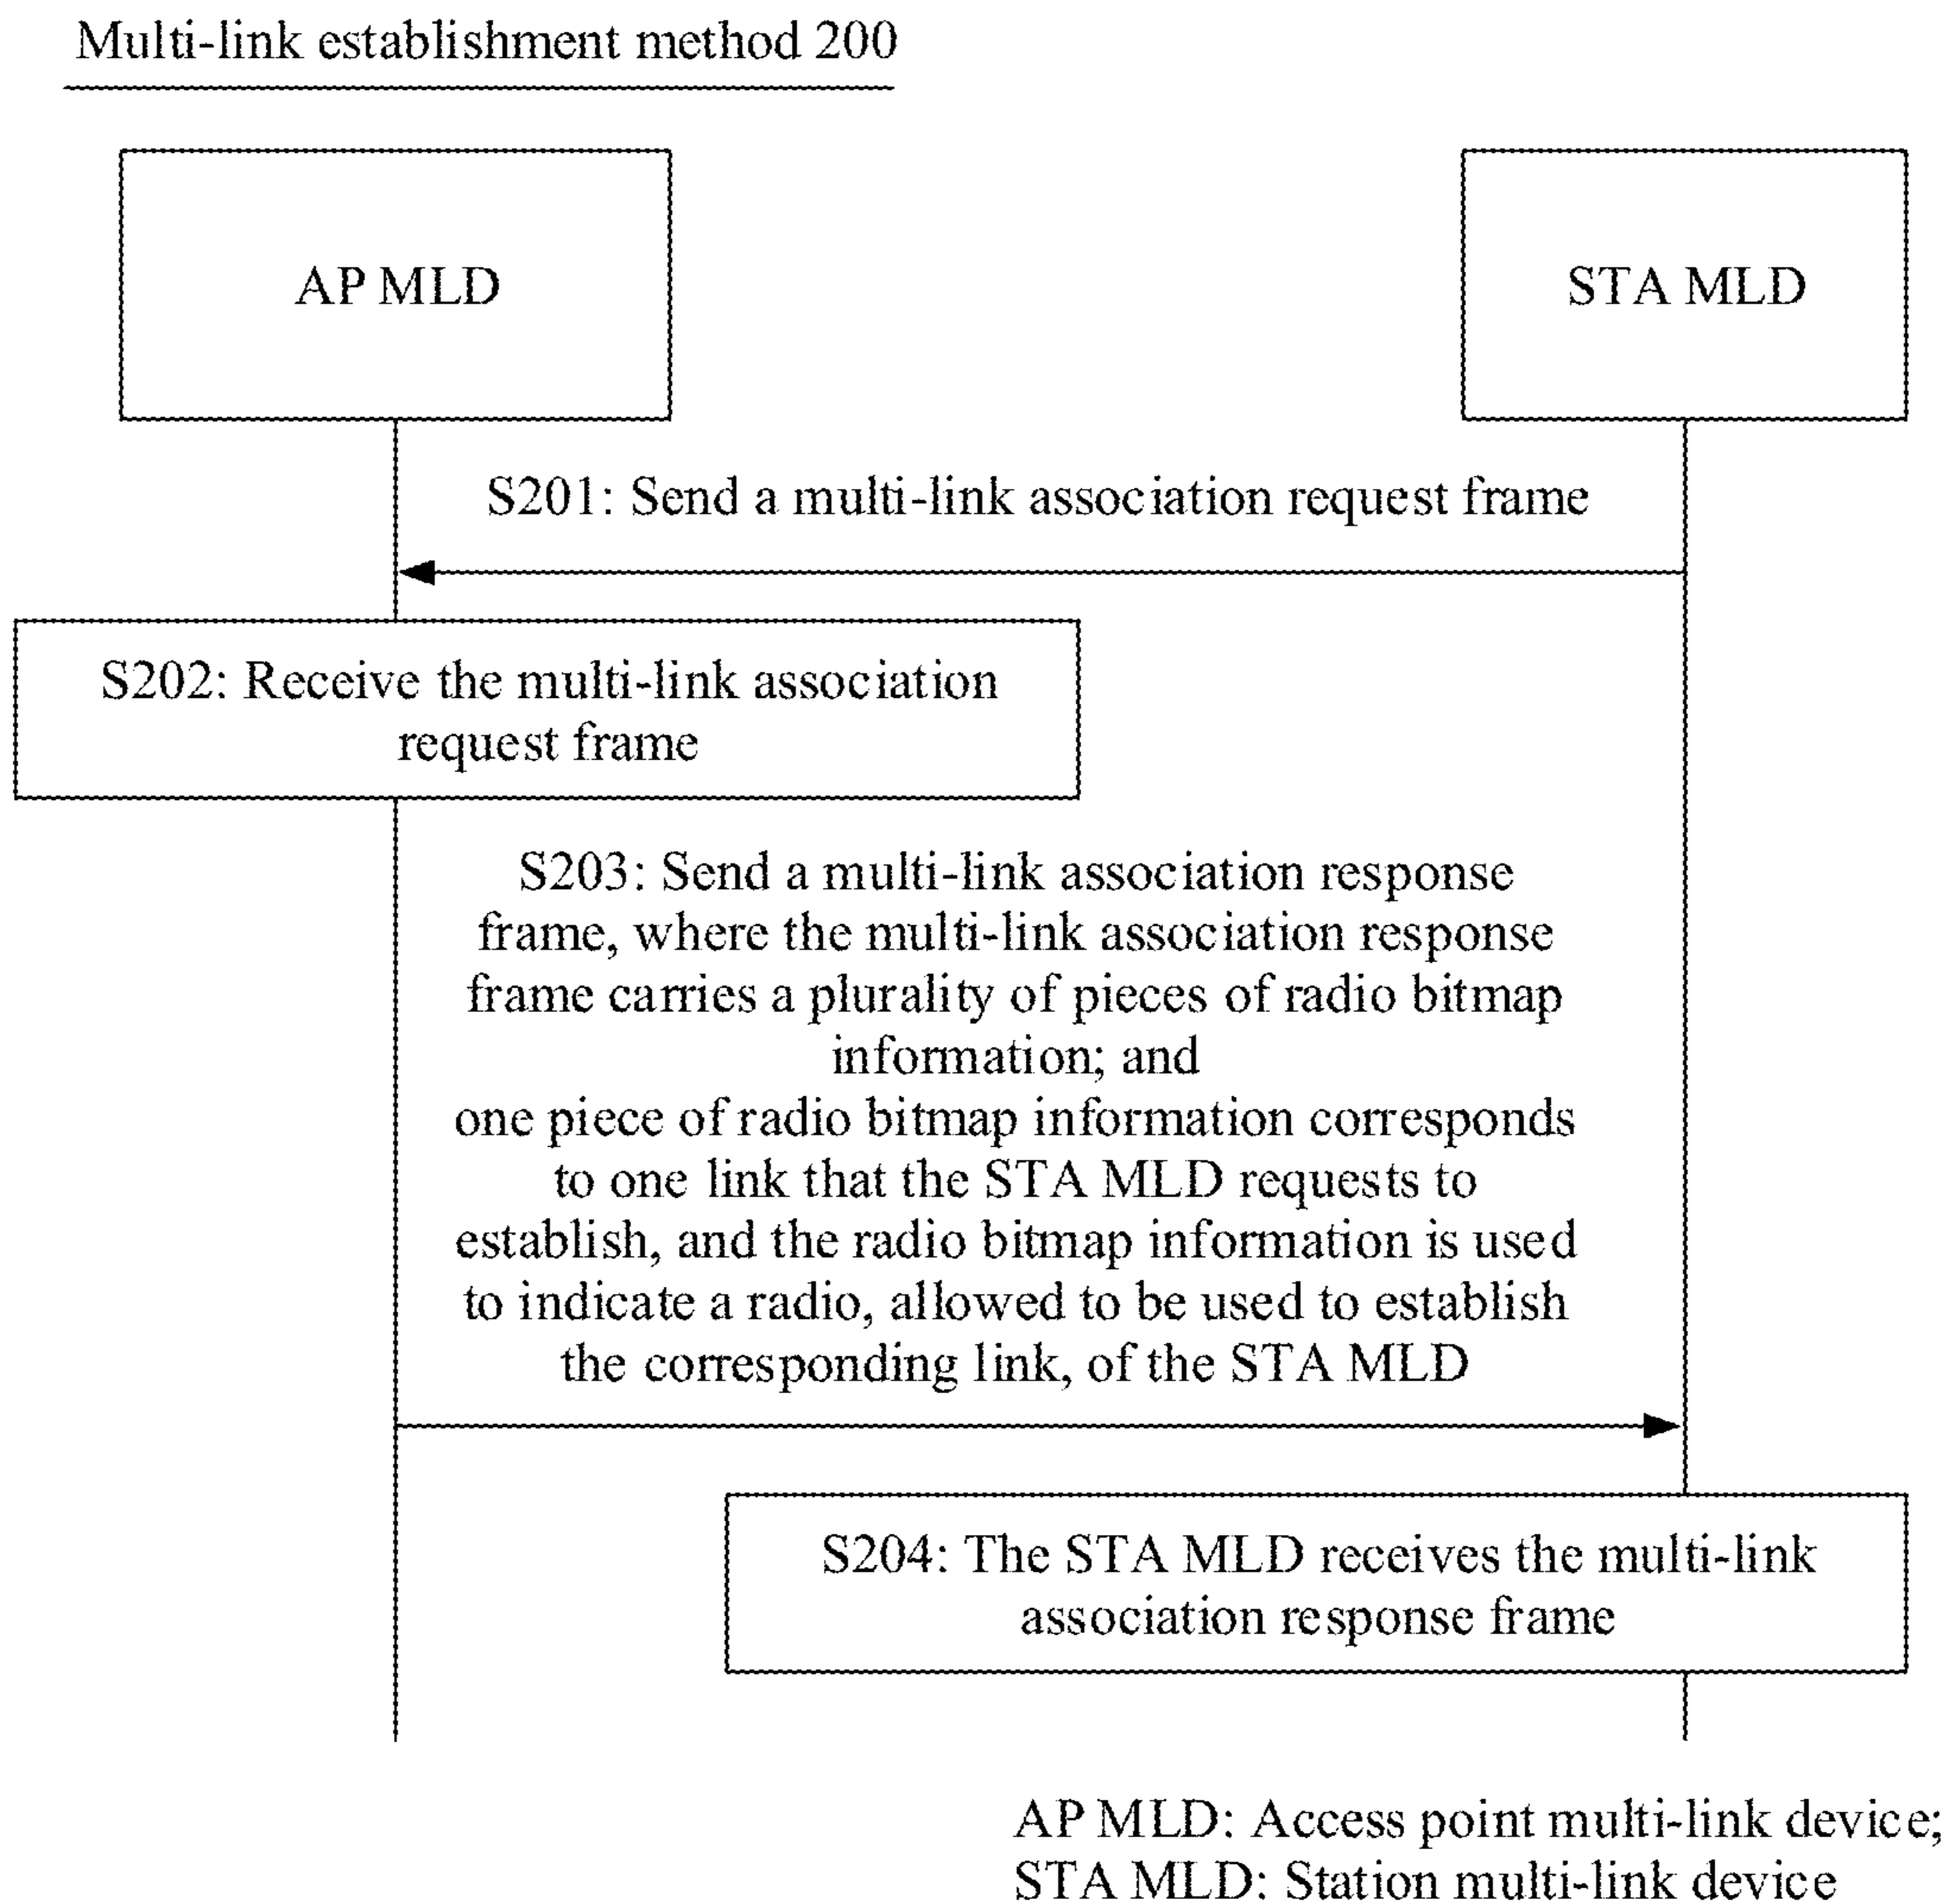 Multi-link establishment method 200
AP MLD
STA MLD
S201: Send a multi-link association request frame
S202: Receive the multi-link association
request frame
S203: Send a multi-link association response
frame, where the multi-link association response
frame carries a plurality of pieces of radio bitmap
information; and
one piece of radio bitmap information corresponds
to one link that the STA MLD requests to
establish, and the radio bitmap information is used
to indicate a radio, allowed to be used to establish
the corresponding link, of the STA MLD
S204: The STA MLD receives the multi-link
association response frame
AP MLD: Access point multi-link device;
STA MLD: Station multi-link device